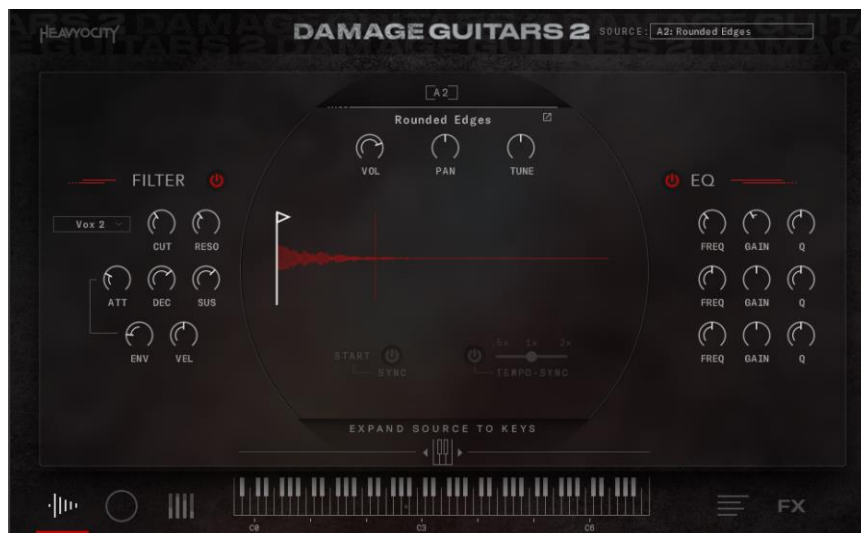 HEAVYOCITY
DAMAGE GUITARS 2
SOURCE: A2: Rounded Edges
A2
Rounded Edges
VOL PAN TUNE
FILTER
EQ
Vox 2
CUT RESO
FREQ GAIN Q
ATT DEC SUS
FREQ GAIN Q
ENV VEL
FREQ GAIN Q
START
SYNC
1x
TEMPO-SYNC
EXPAND SOURCE TO KEYS
FX
C0 C3 C6